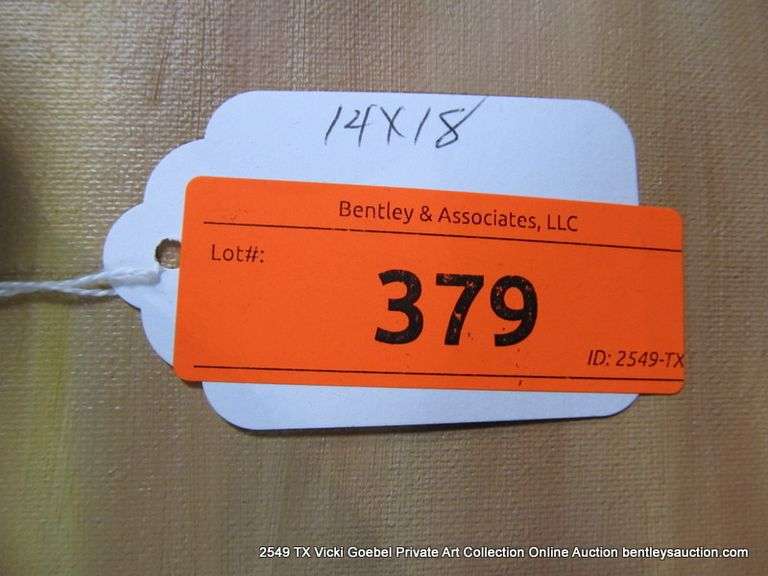 14X18
Bentley & Associates, LLC
Lot#:
379
ID: 2549-TX
2549 TX Vicki Goebel Private Art Collection Online Auction bentleysauction.com